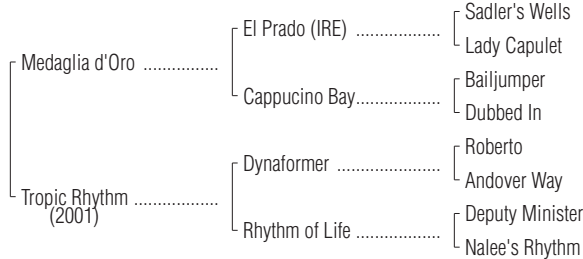 Sadler's Wells
El Prado (IRE) ..................
Lady Capulet
Medaglia d'Oro ................
Bailjumper
Cappucino Bay..................
Dubbed In
Roberto
Dynaformer .....................
Andover Way
Tropic Rhythm ..................
(2001)
Deputy Minister
Rhythm of Life ..................
Nalee's Rhythm